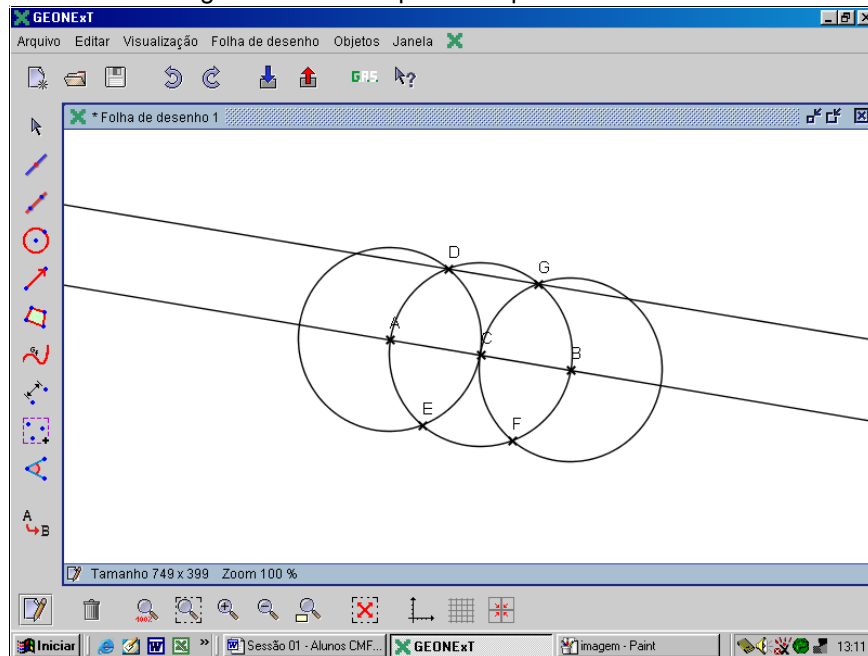 GEONExT
Arquivo Editar Visualização Folha de desenho Objetos Janela
* Folha de desenho 1
D
G
A
C
B
E
F
A
B
Tamanho 749 x 399 Zoom 100 %
Iniciar » Sessão 01 - Alunos CMF... GEONExT imagem - Paint 13:11